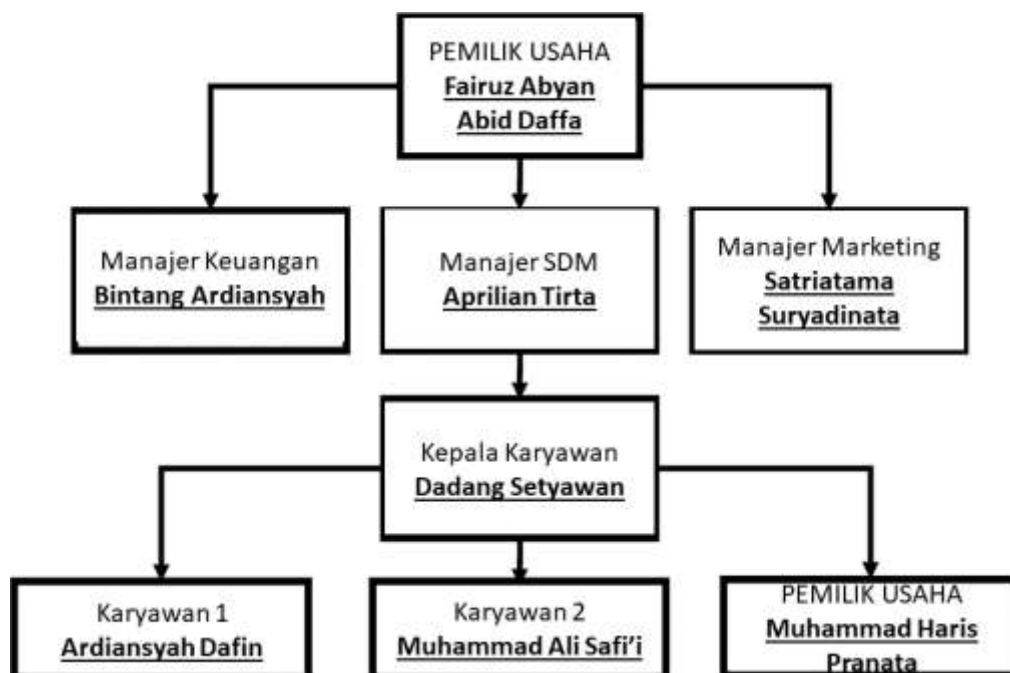 PEMILIK USAHA
Fairuz Abyan
Abid Daffa
Manajer Keuangan
Bintang Ardiansyah
Manajer SDM
Aprilian Tirta
Manajer Marketing
Satriatama
Suryadinata
Kepala Karyawan
Dadang Setyawan
Karyawan 1
Ardiansyah Dafin
Karyawan 2
Muhammad Ali Safi'i
PEMILIK USAHA
Muhammad Haris
Pranata